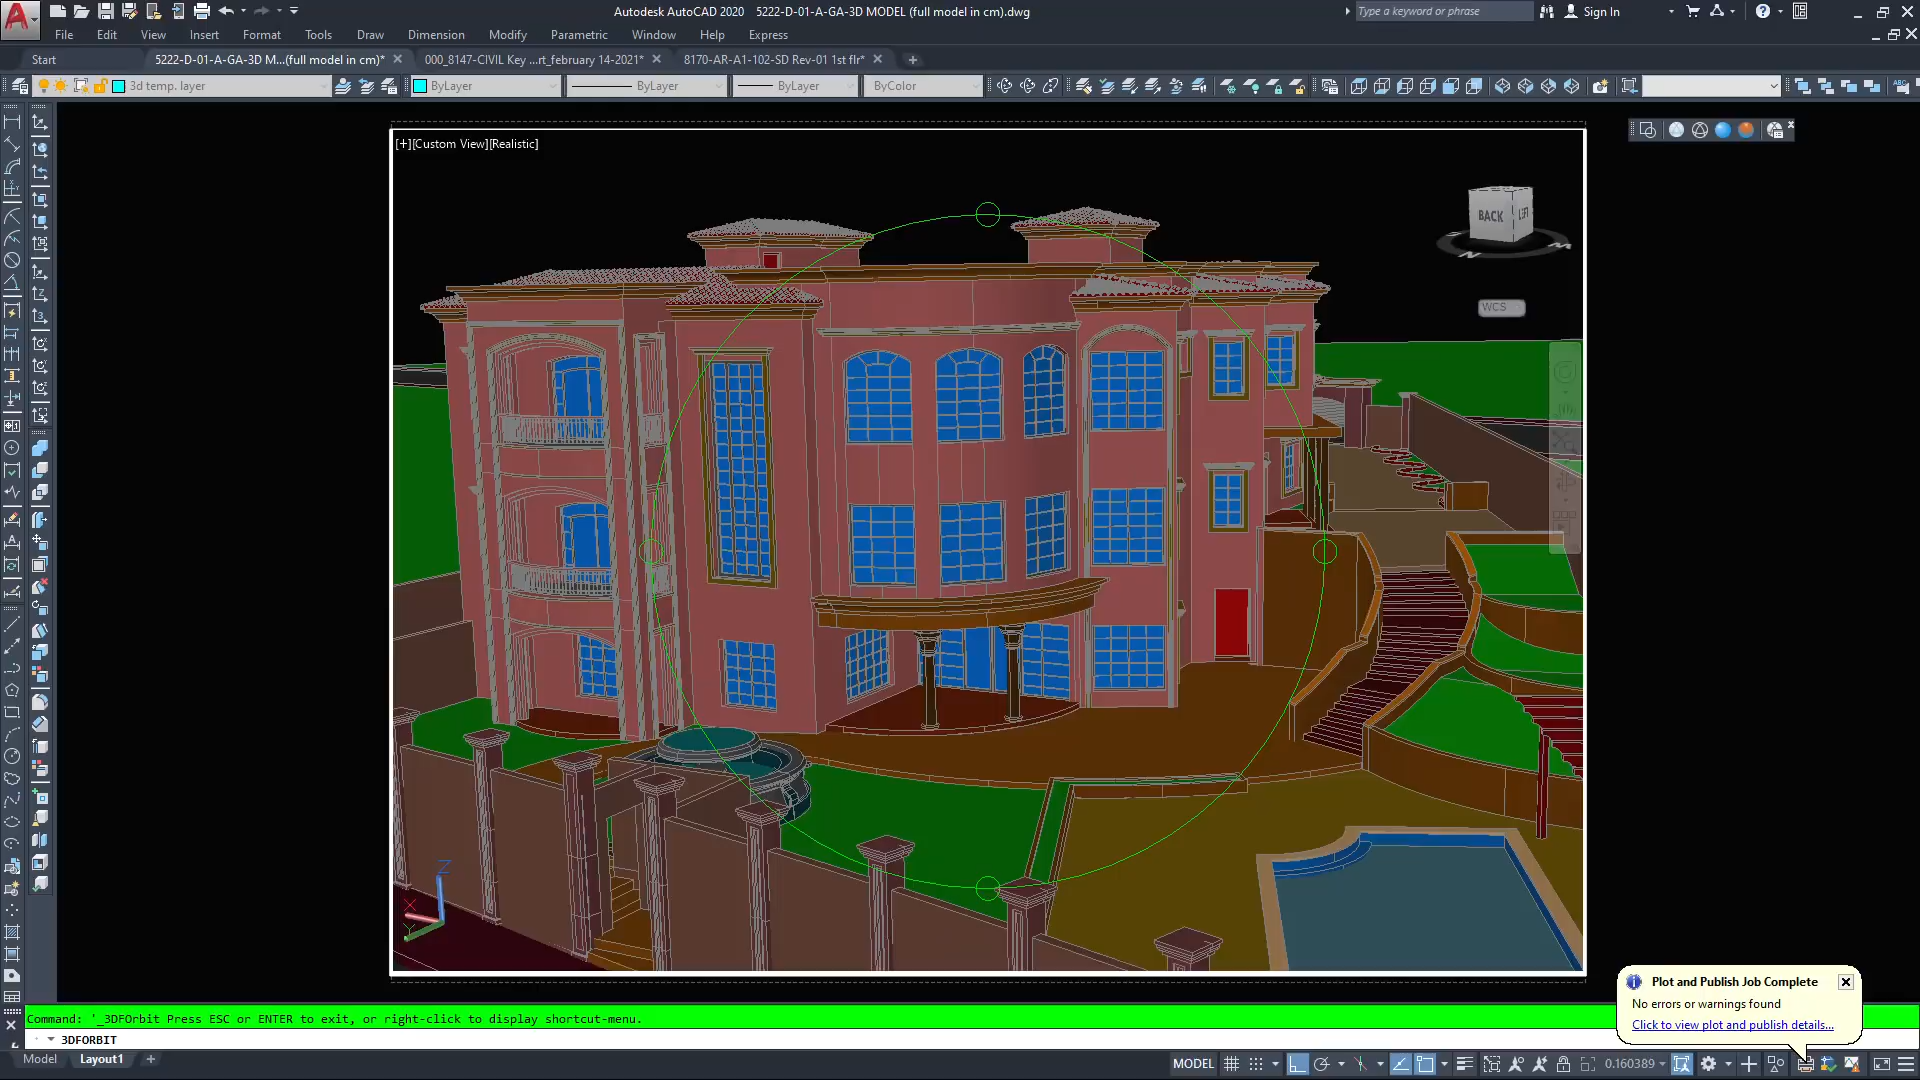 Autodesk AutoCAD 2020 5222-D-01-A-GA-3D MODEL (full model in cm).dwg
Type a keyword or phrase
Sign In
File Edit View Insert Format Tools Draw Dimension Modify Parametric Window Help Express
Start
5222-D-01-A-GA-3D M...(full model in cm)*
000_8147-CIVIL Key ...rt_february 14-2021*
8170-AR-A1-102-SD Rev-01 1st flr*
3d temp. layer
ByLayer
ByLayer
ByLayer
ByColor
[+][Custom View][Realistic]
BACK
LEFT
N
WCS
Z
X
Y
Plot and Publish Job Complete
No errors or warnings found
Click to view plot and publish details...
Command: '_3DFOrbit Press ESC or ENTER to exit, or right-click to display shortcut-menu.
3DFORBIT
Model
Layout1
MODEL
0.160389